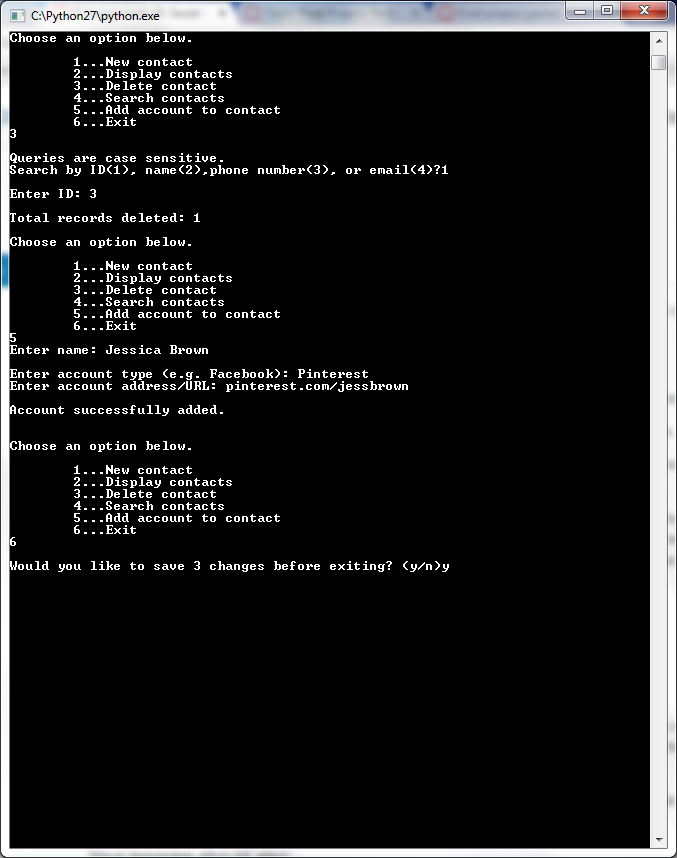 C:\Python27\python.exe
Choose an option below.
1...New contact
2...Display contacts
3...Delete contact
4...Search contacts
5...Add account to contact
6...Exit
3
Queries are case sensitive.
Search by ID(1), name(2),phone number(3), or email(4)?1
Enter ID: 3
Total records deleted: 1
Choose an option below.
1...New contact
2...Display contacts
3...Delete contact
4...Search contacts
5...Add account to contact
6...Exit
5
Enter name: Jessica Brown
Enter account type (e.g. Facebook): Pinterest
Enter account address/URL: pinterest.com/jessbrown
Account successfully added.
Choose an option below.
1...New contact
2...Display contacts
3...Delete contact
4...Search contacts
5...Add account to contact
6...Exit
6
Would you like to save 3 changes before exiting? (y/n)y